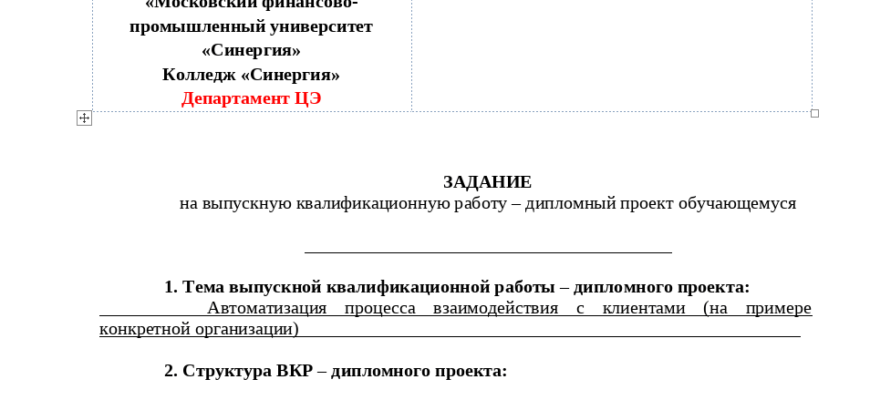 «Московский финансово-
промышленный университет
«Синергия»
Колледж «Синергия»
Департамент ЦЭ
ЗАДАНИЕ
на выпускную квалификационную работу – дипломный проект обучающемуся
1. Тема выпускной квалификационной работы – дипломного проекта:
Автоматизация процесса взаимодействия с клиентами (на примере
конкретной организации)
2. Структура ВКР – дипломного проекта: